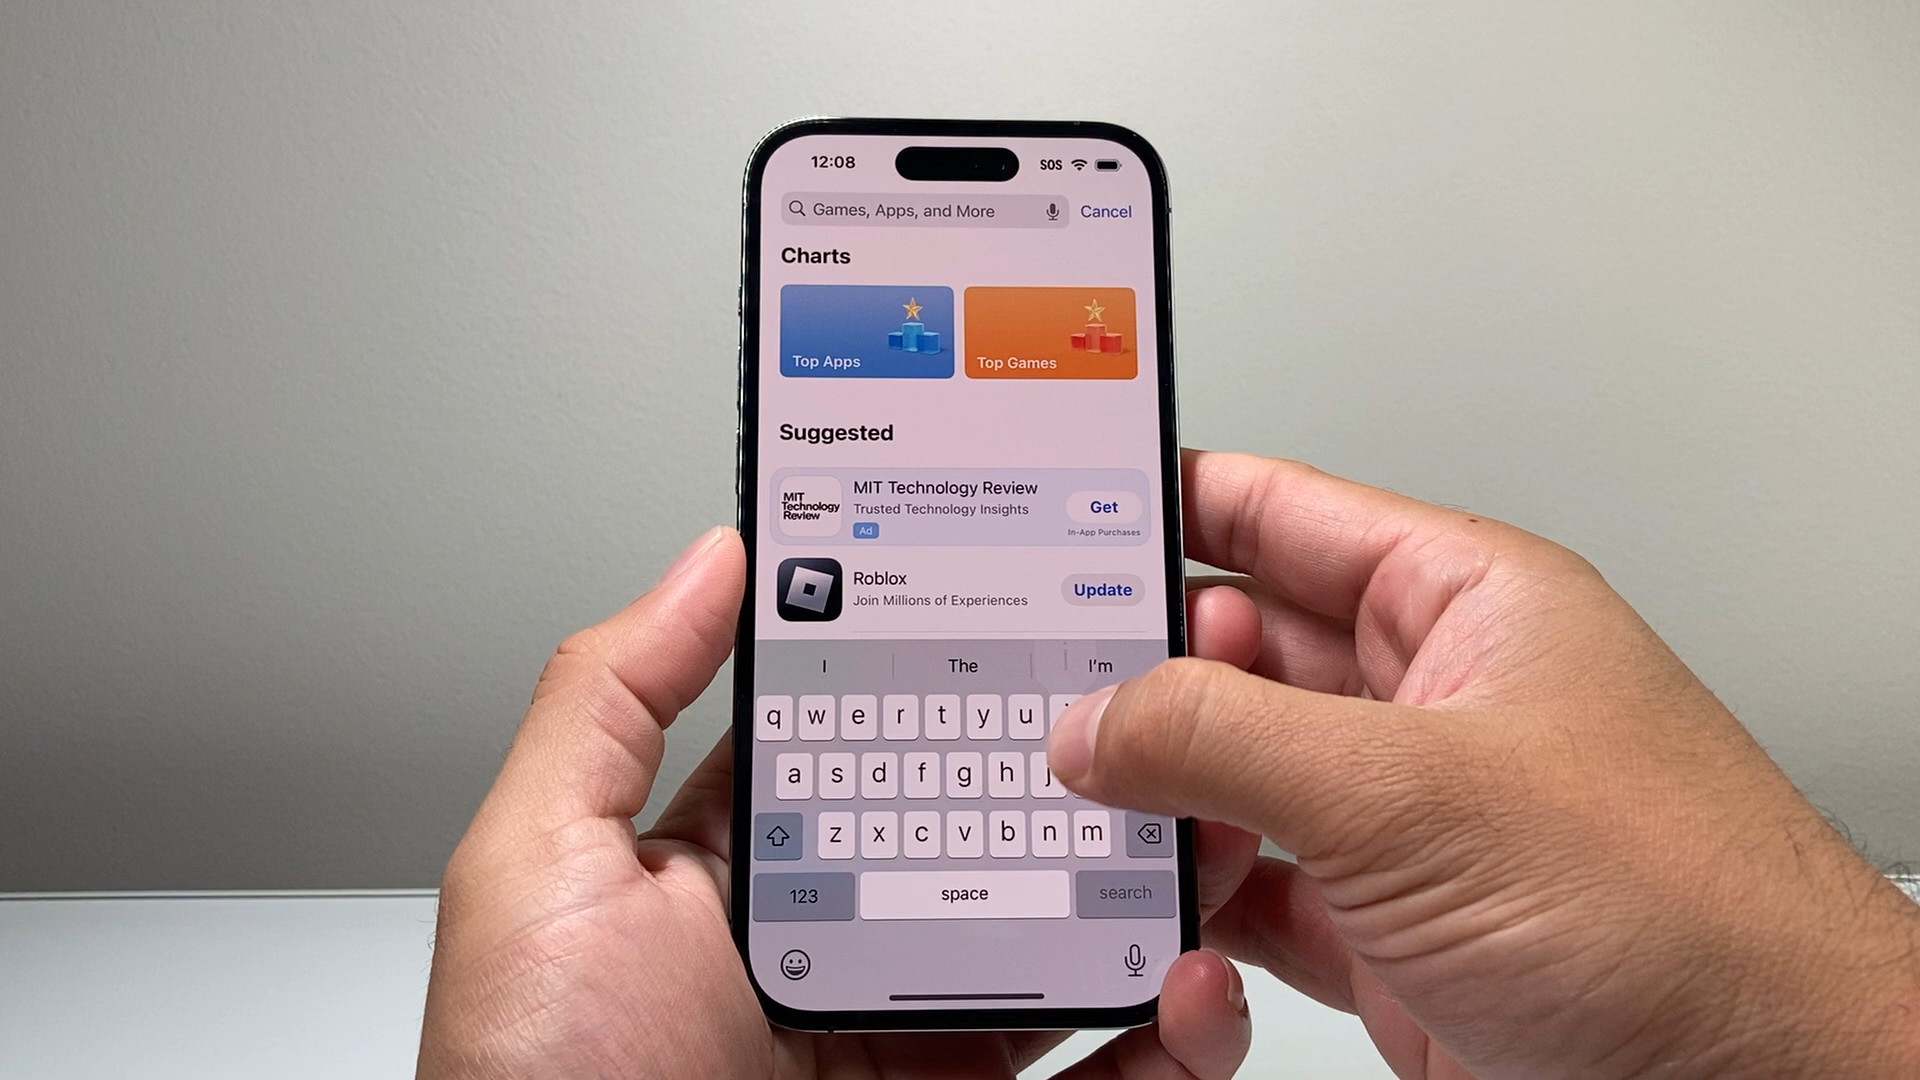 12:08 SOS
Games, Apps, and More Cancel
Charts
Top Apps Top Games
Suggested
MIT Technology Review
MIT
Technology
Review
Trusted Technology Insights
Get
Ad
In-App Purchases
Roblox
Join Millions of Experiences
Update
I The I'm
q w e r t y u
a s d f g h j
z x c v b n m
123 space search